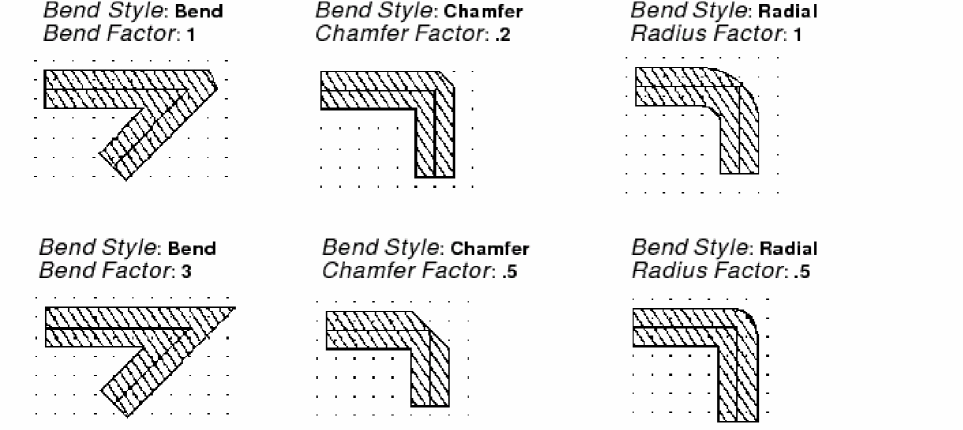 Bend Style: Bend
Bend Factor: 1
Bend Style: Chamfer
Chamfer Factor: .2
Bend Style: Radial
Radius Factor: 1
Bend Style: Bend
Bend Factor: 3
Bend Style: Chamfer
Chamfer Factor: .5
Bend Style: Radial
Radius Factor: .5